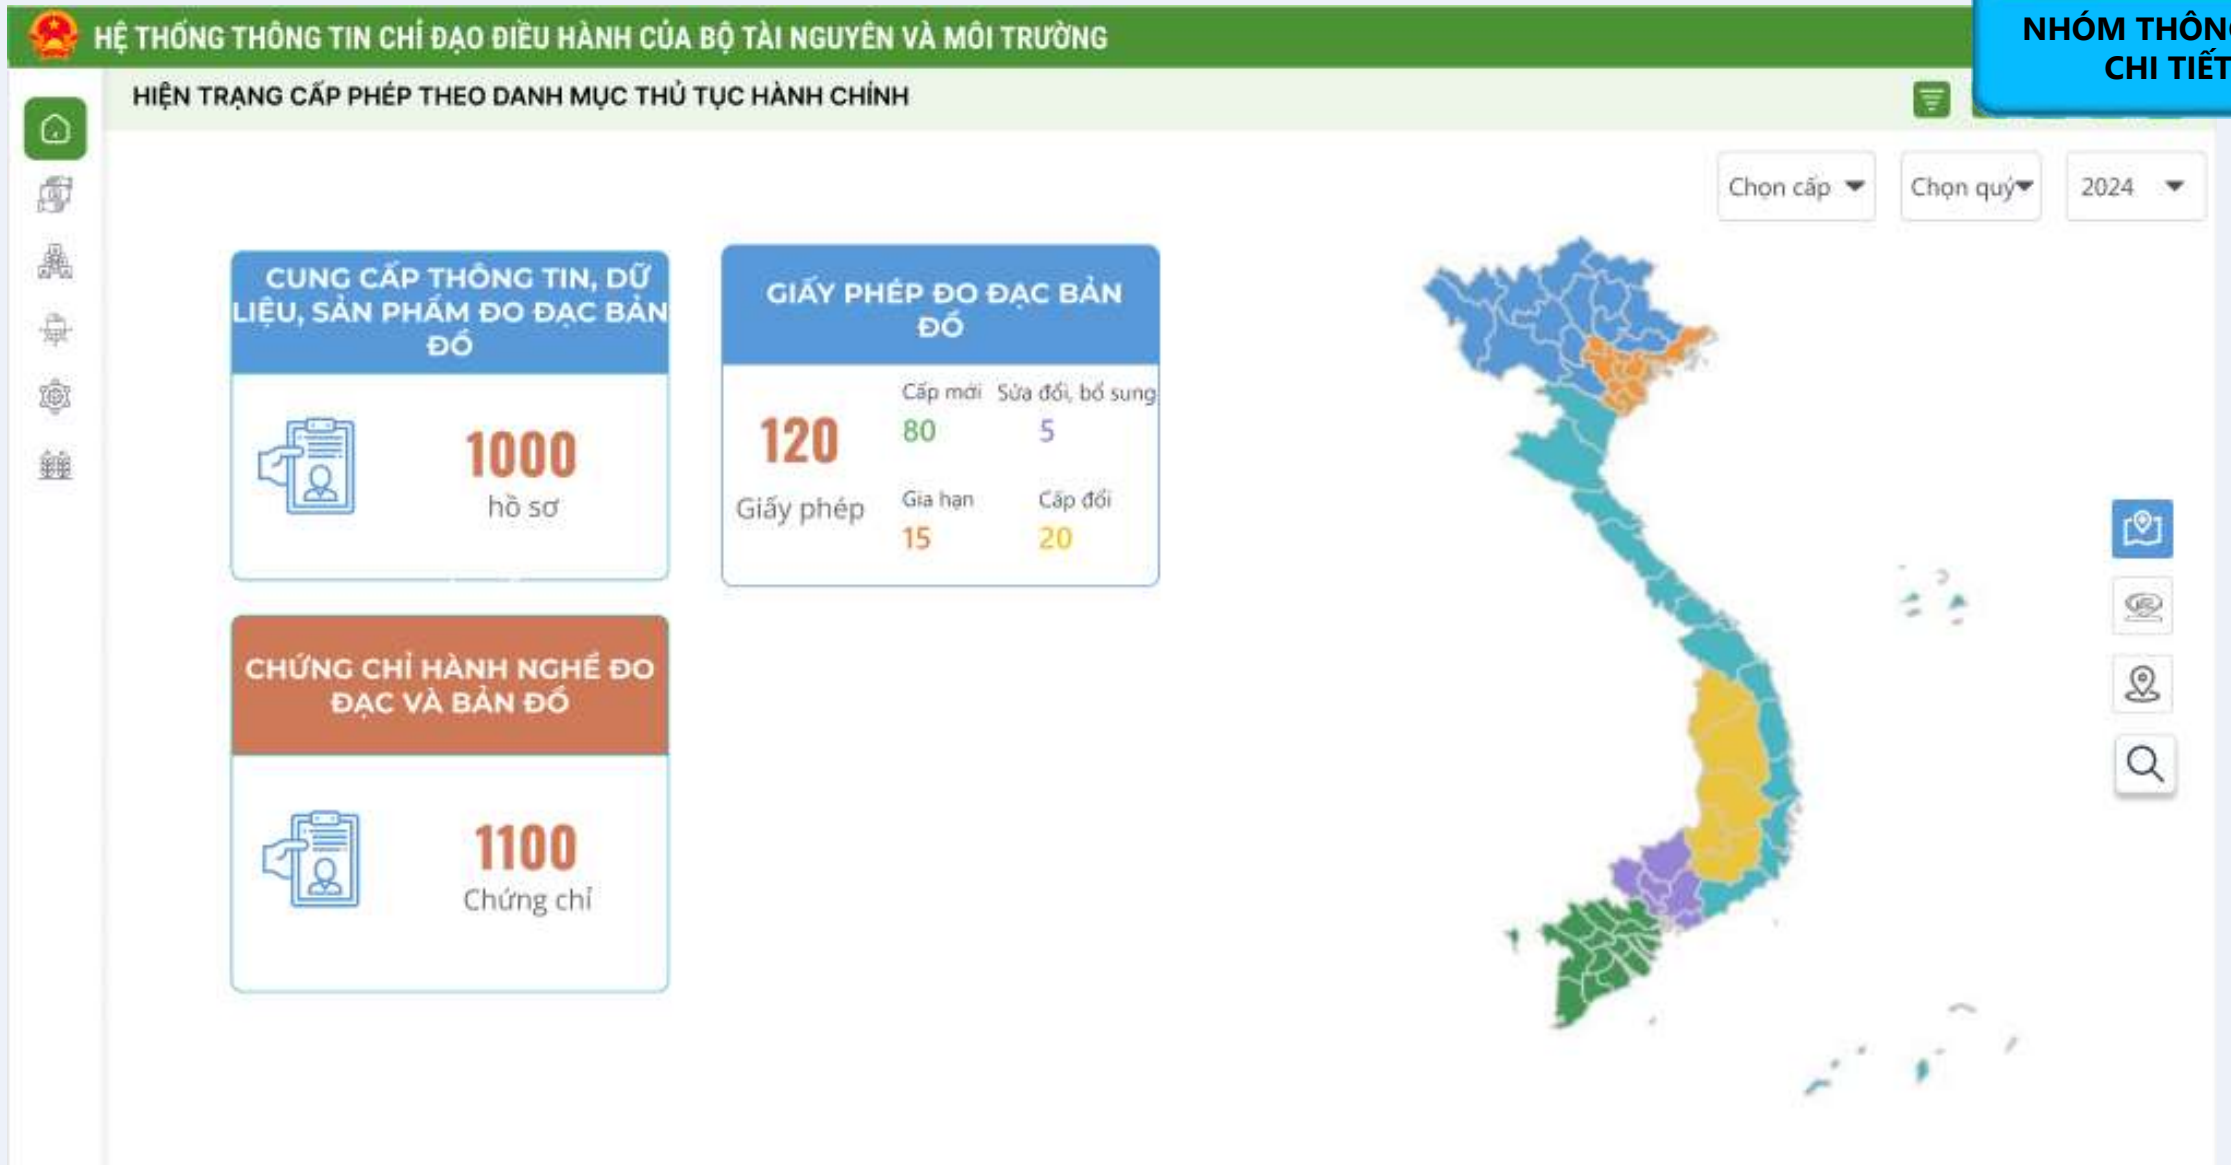 HỆ THỐNG THÔNG TIN CHỈ ĐẠO ĐIỀU HÀNH CỦA BỘ TÀI NGUYÊN VÀ MÔI TRƯỜNG
NHÓM THÔNG
CHI TIẾT
HIỆN TRẠNG CẤP PHÉP THEO DANH MỤC THỦ TỤC HÀNH CHÍNH
Chọn cấp
Chọn quý
2024
CUNG CẤP THÔNG TIN, DỮ
LIỆU, SẢN PHẨM ĐO ĐẠC BẢN
ĐỒ
1000
hồ sơ
GIẤY PHÉP ĐO ĐẠC BẢN
ĐỒ
120
Giấy phép
Cấp mới
80
Sửa đổi, bổ sung
5
Gia hạn
15
Cấp đổi
20
CHỨNG CHỈ HÀNH NGHỀ ĐO
ĐẠC VÀ BẢN ĐỒ
1100
Chứng chỉ